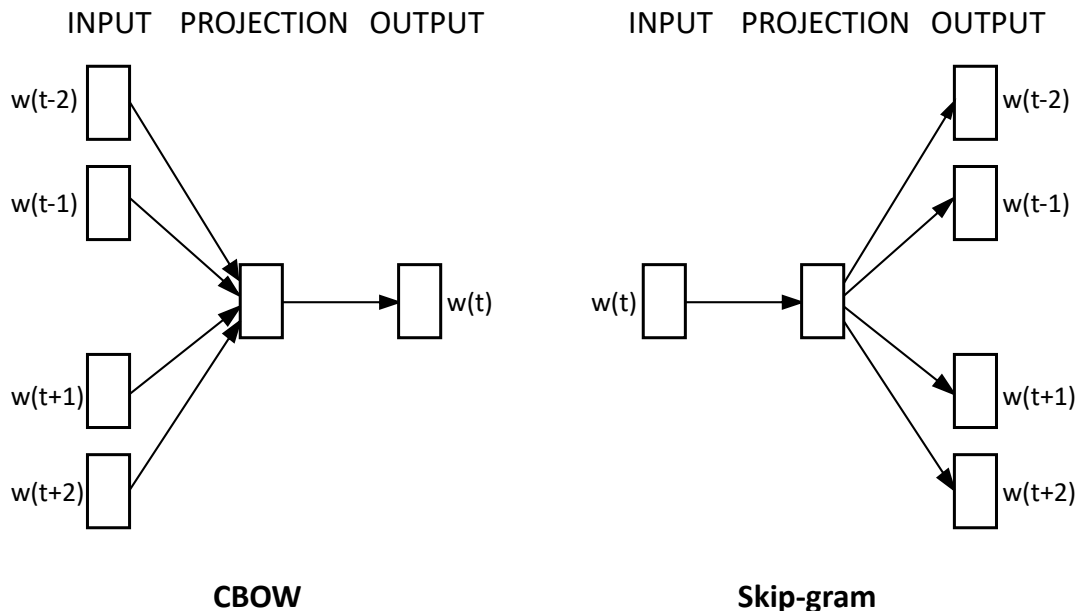 INPUT PROJECTION OUTPUT
w(t-2)
w(t-1)
w(t)
w(t+1)
w(t+2)
CBOW
INPUT PROJECTION OUTPUT
w(t-2)
w(t-1)
w(t)
w(t+1)
w(t+2)
Skip-gram